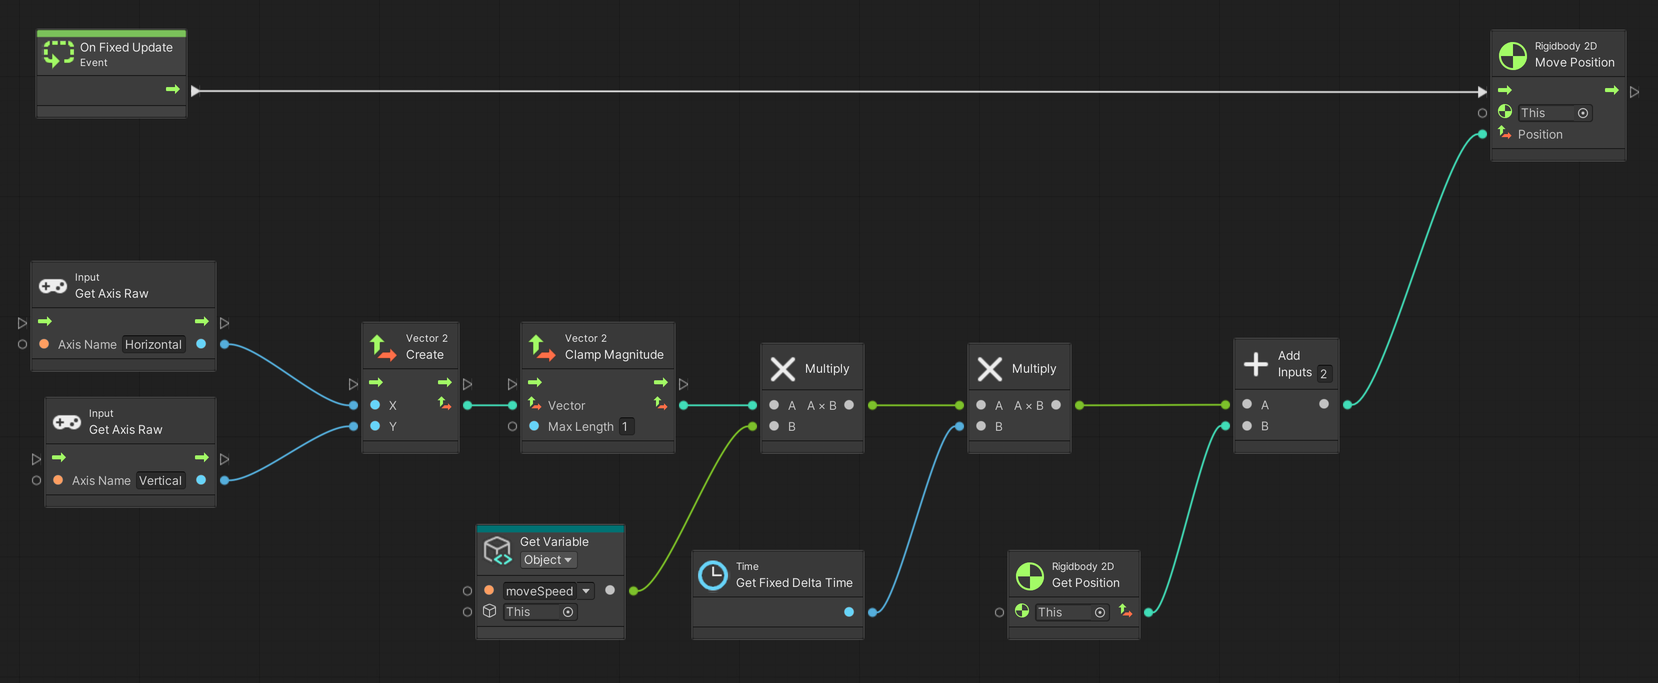 On Fixed Update
Event
Rigidbody 2D
Move Position
This
Position
Input
Get Axis Raw
Axis Name Horizontal
Input
Get Axis Raw
Axis Name Vertical
Vector 2
Create
X
Y
Vector 2
Clamp Magnitude
Vector
Max Length 1
Multiply
A A × B
B
Multiply
A A × B
B
Add
Inputs 2
A
B
Get Variable
Object
moveSpeed
This
Time
Get Fixed Delta Time
Rigidbody 2D
Get Position
This